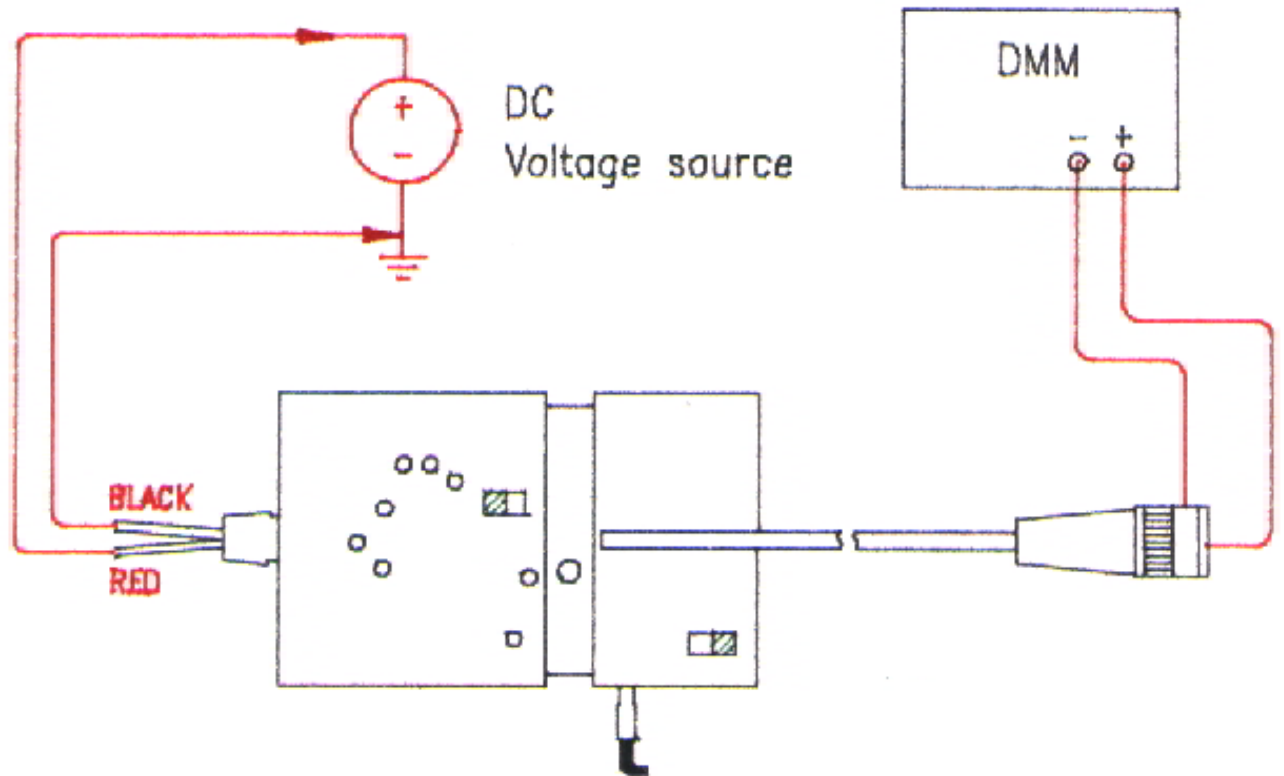 DMM
- +
+
DC
-
Voltage source
BLACK
RED